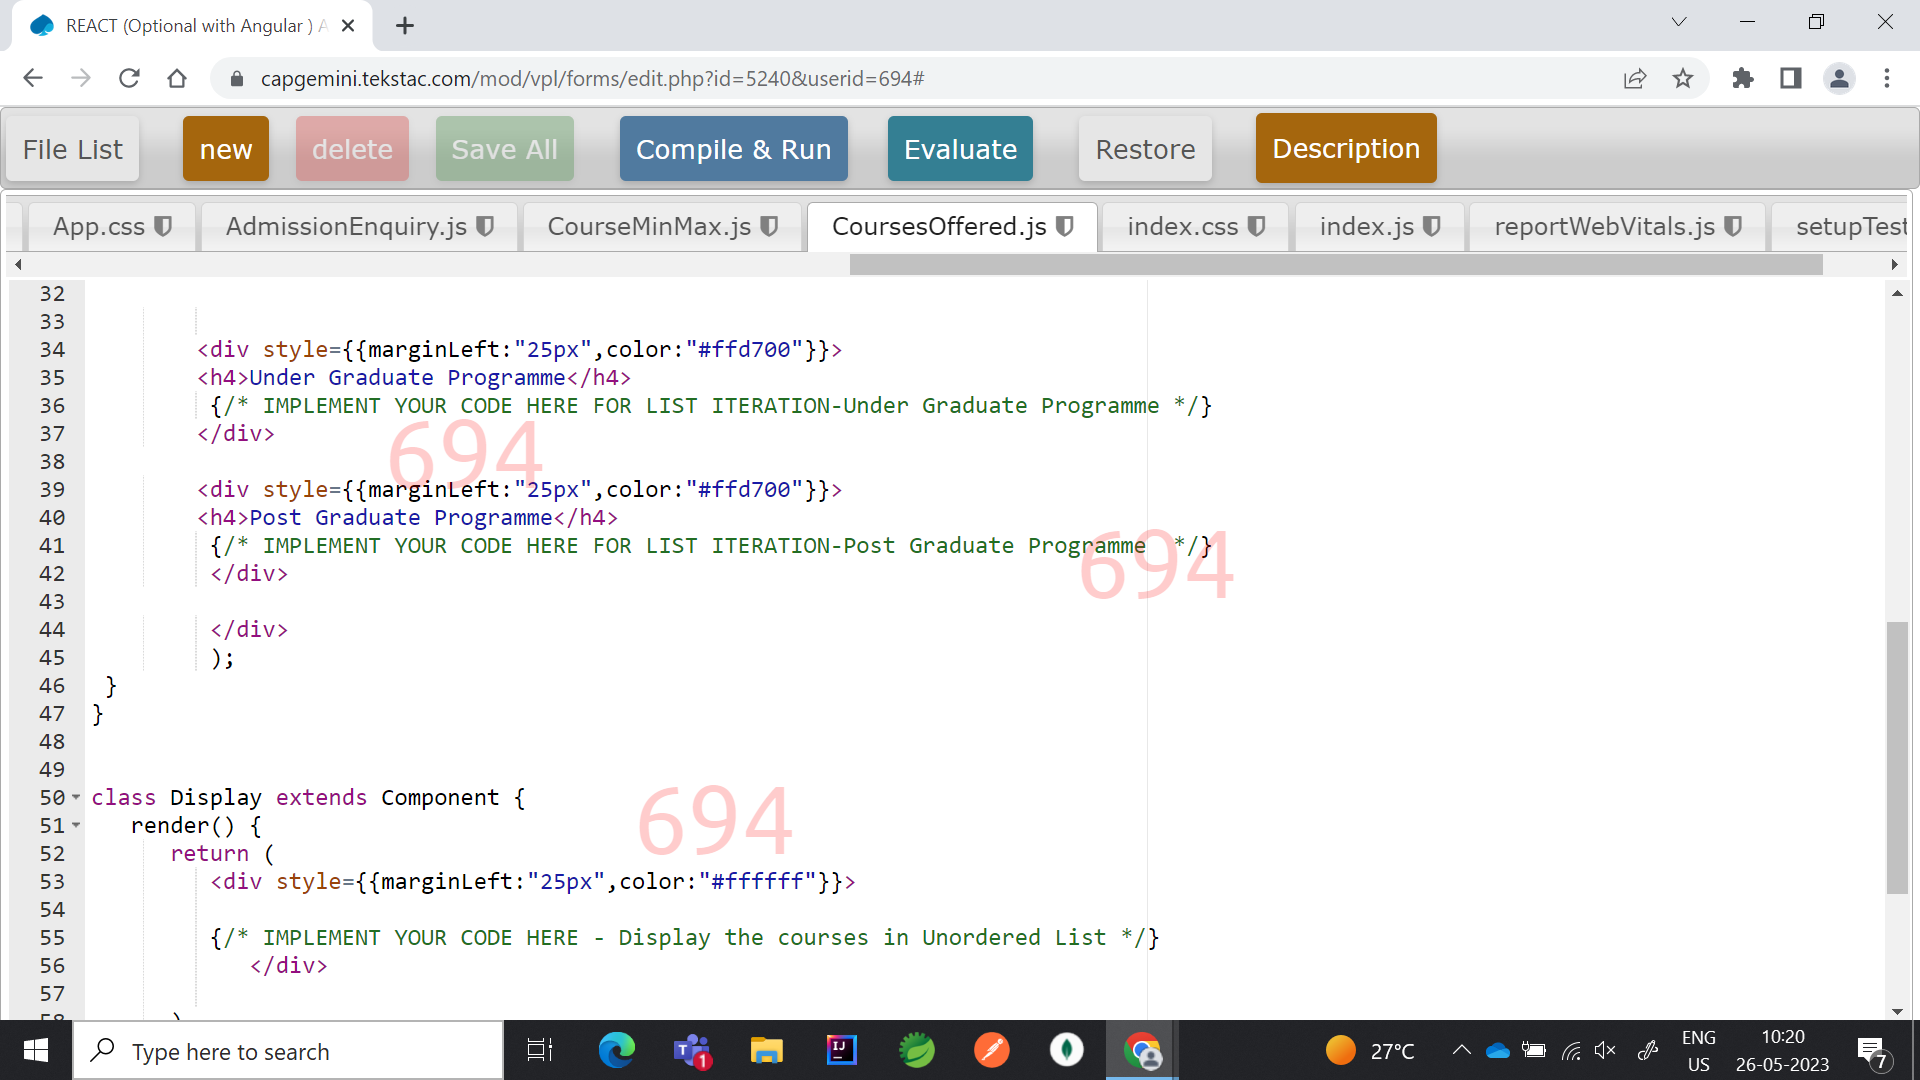 REACT (Optional with Angular ) A
capgemini.tekstac.com/mod/vpl/forms/edit.php?id=5240&userid=694#
File List new delete Save All Compile & Run Evaluate Restore Description
App.css AdmissionEnquiry.js CourseMinMax.js CoursesOffered.js index.css index.js reportWebVitals.js setupTest
32
33
34 <div style={{marginLeft:"25px",color:"#ffd700"}}>
35 <h4>Under Graduate Programme</h4>
36 {/* IMPLEMENT YOUR CODE HERE FOR LIST ITERATION-Under Graduate Programme */}
37 </div>
694
38
39 <div style={{marginLeft:"25px",color:"#ffd700"}}>
40 <h4>Post Graduate Programme</h4>
41 {/* IMPLEMENT YOUR CODE HERE FOR LIST ITERATION-Post Graduate Programme  */}
694
42 </div>
43
44 </div>
45 );
46 }
47 }
48
49
50 class Display extends Component {
51 render() {
694
52 return (
53 <div style={{marginLeft:"25px",color:"#ffffff"}}>
54
55 {/* IMPLEMENT YOUR CODE HERE - Display the courses in Unordered List */}
56 </div>
57
58 )
Type here to search
1
27°C
ENG
US
10:20
26-05-2023
7